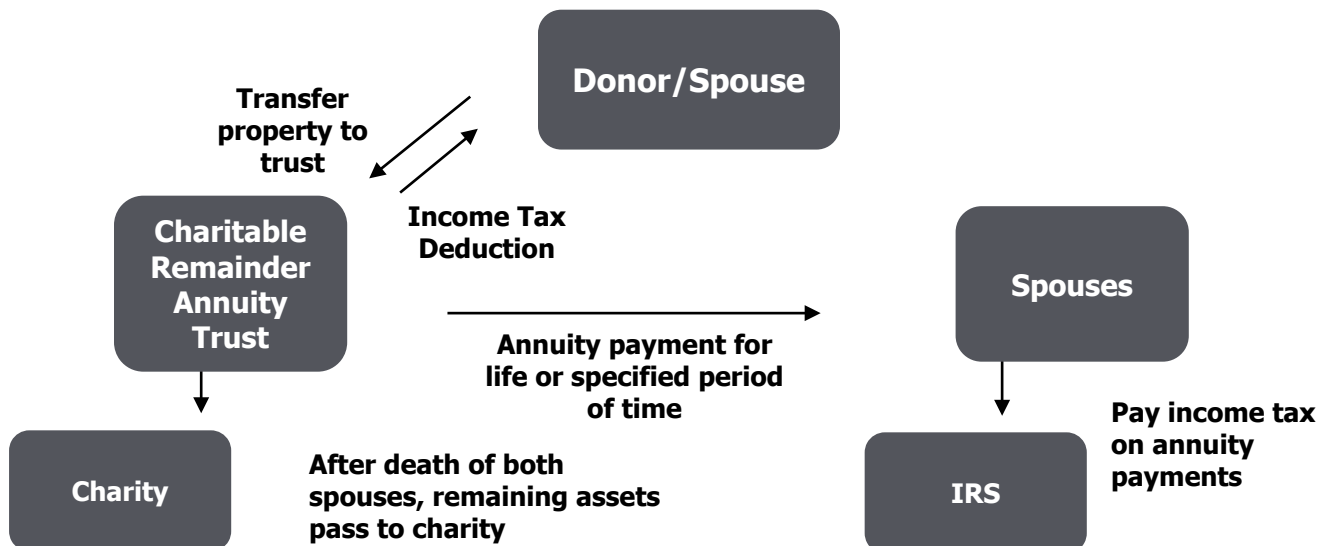 Donor/Spouse
Transfer
property to
trust
Income Tax
Deduction
Charitable
Remainder
Annuity
Trust
Spouses
Annuity payment for
life or specified period
of time
Pay income tax
on annuity
payments
Charity
After death of both
spouses, remaining assets
pass to charity
IRS